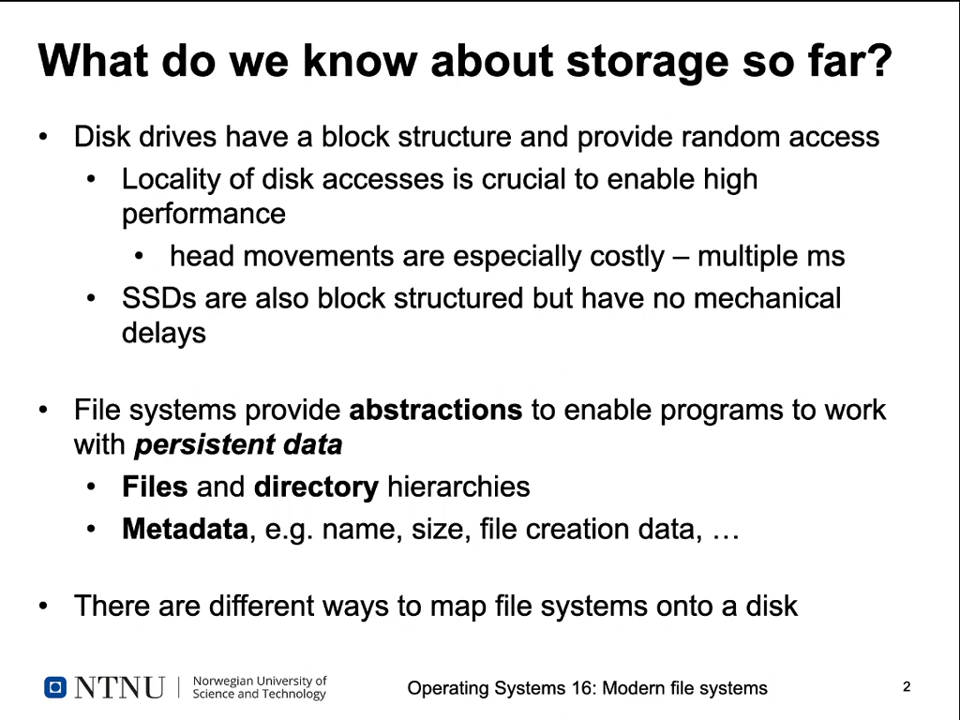 What do we know about storage so far?
• Disk drives have a block structure and provide random access
• Locality of disk accesses is crucial to enable high
performance
• head movements are especially costly – multiple ms
• SSDs are also block structured but have no mechanical
delays
• File systems provide abstractions to enable programs to work
with persistent data
• Files and directory hierarchies
• Metadata, e.g. name, size, file creation data, …
• There are different ways to map file systems onto a disk
NTNU
Norwegian University of
Science and Technology
Operating Systems 16: Modern file systems
2